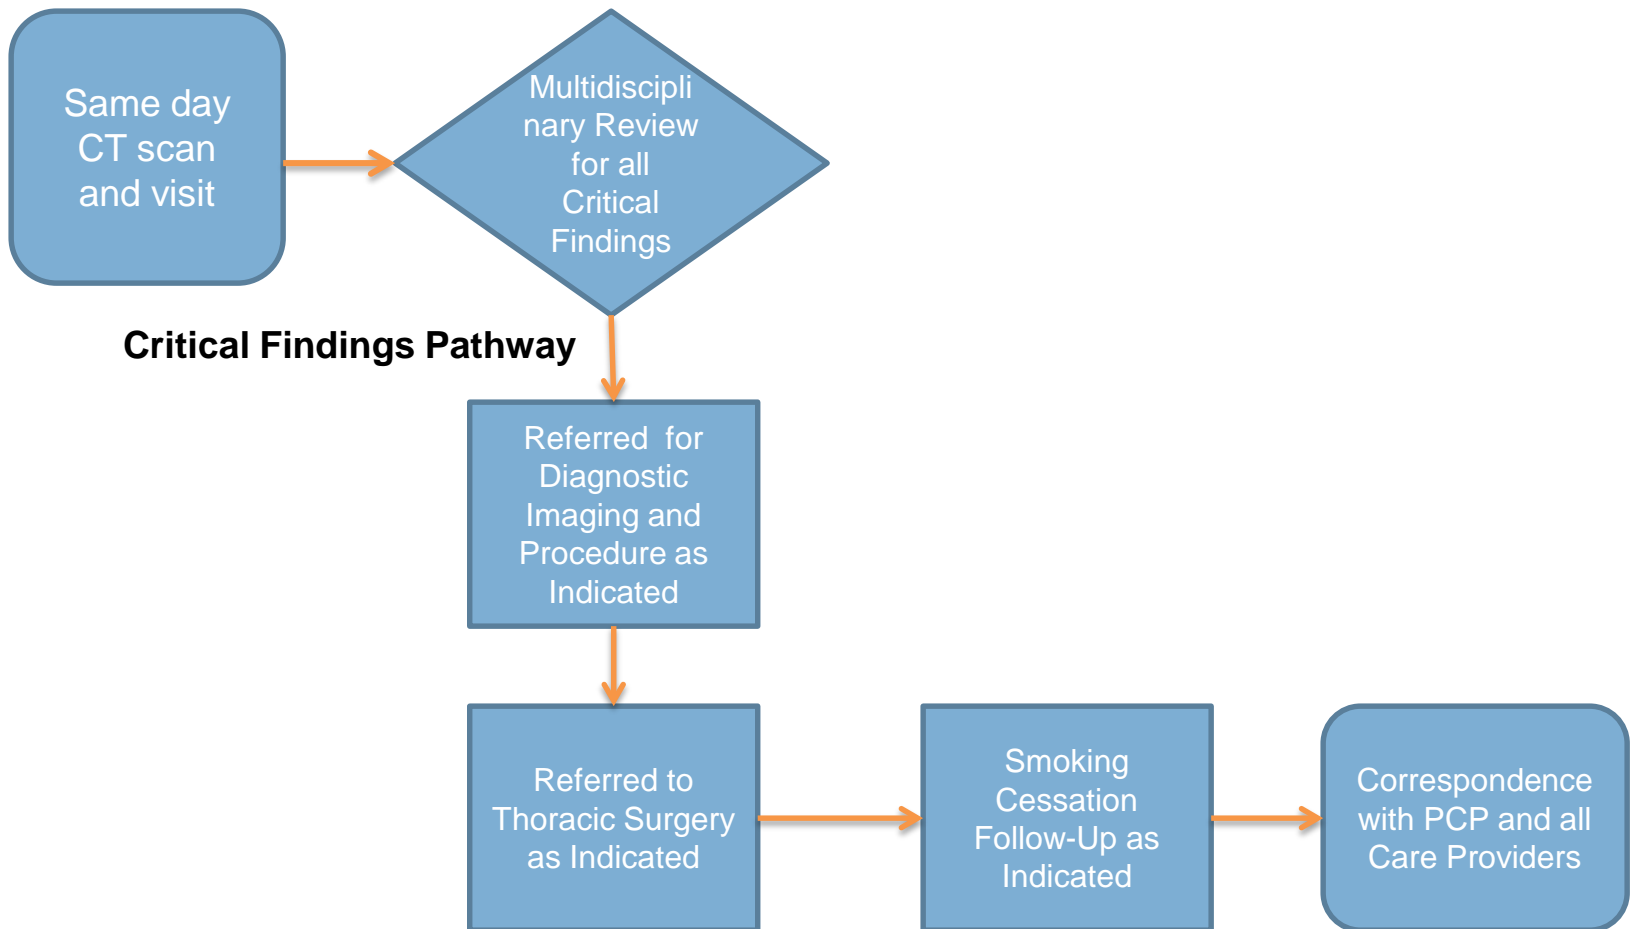 Same day
CT scan
and visit
Multidiscipli
nary Review
for all
Critical
Findings
Critical Findings Pathway
Referred for
Diagnostic
Imaging and
Procedure as
Indicated
Referred to
Thoracic Surgery
as Indicated
Smoking
Cessation
Follow-Up as
Indicated
Correspondence
with PCP and all
Care Providers